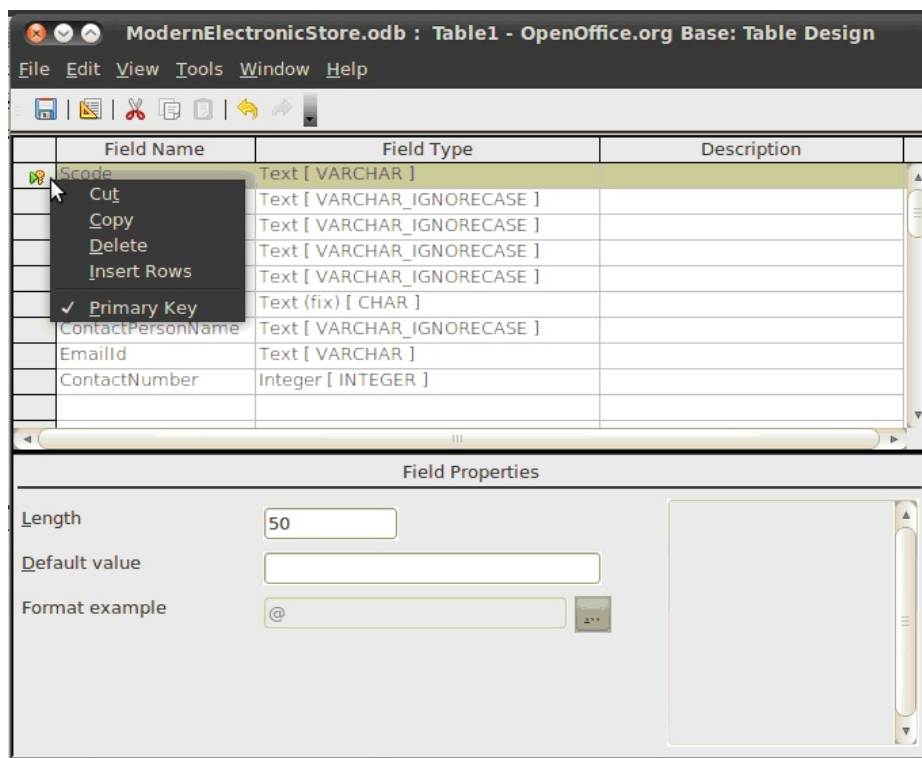 ModernElectronicStore.odb : Table1 - OpenOffice.org Base: Table Design
File Edit View Tools Window Help
Field Name Field Type Description
Scode Text [ VARCHAR ]
Cut Text [ VARCHAR_IGNORECASE ]
Copy Text [ VARCHAR_IGNORECASE ]
Delete Text [ VARCHAR_IGNORECASE ]
Insert Rows Text [ VARCHAR_IGNORECASE ]
✓ Primary Key Text (fix) [ CHAR ]
ContactPersonName Text [ VARCHAR_IGNORECASE ]
EmailId Text [ VARCHAR ]
ContactNumber Integer [ INTEGER ]
Field Properties
Length 50
Default value
Format example @ ...